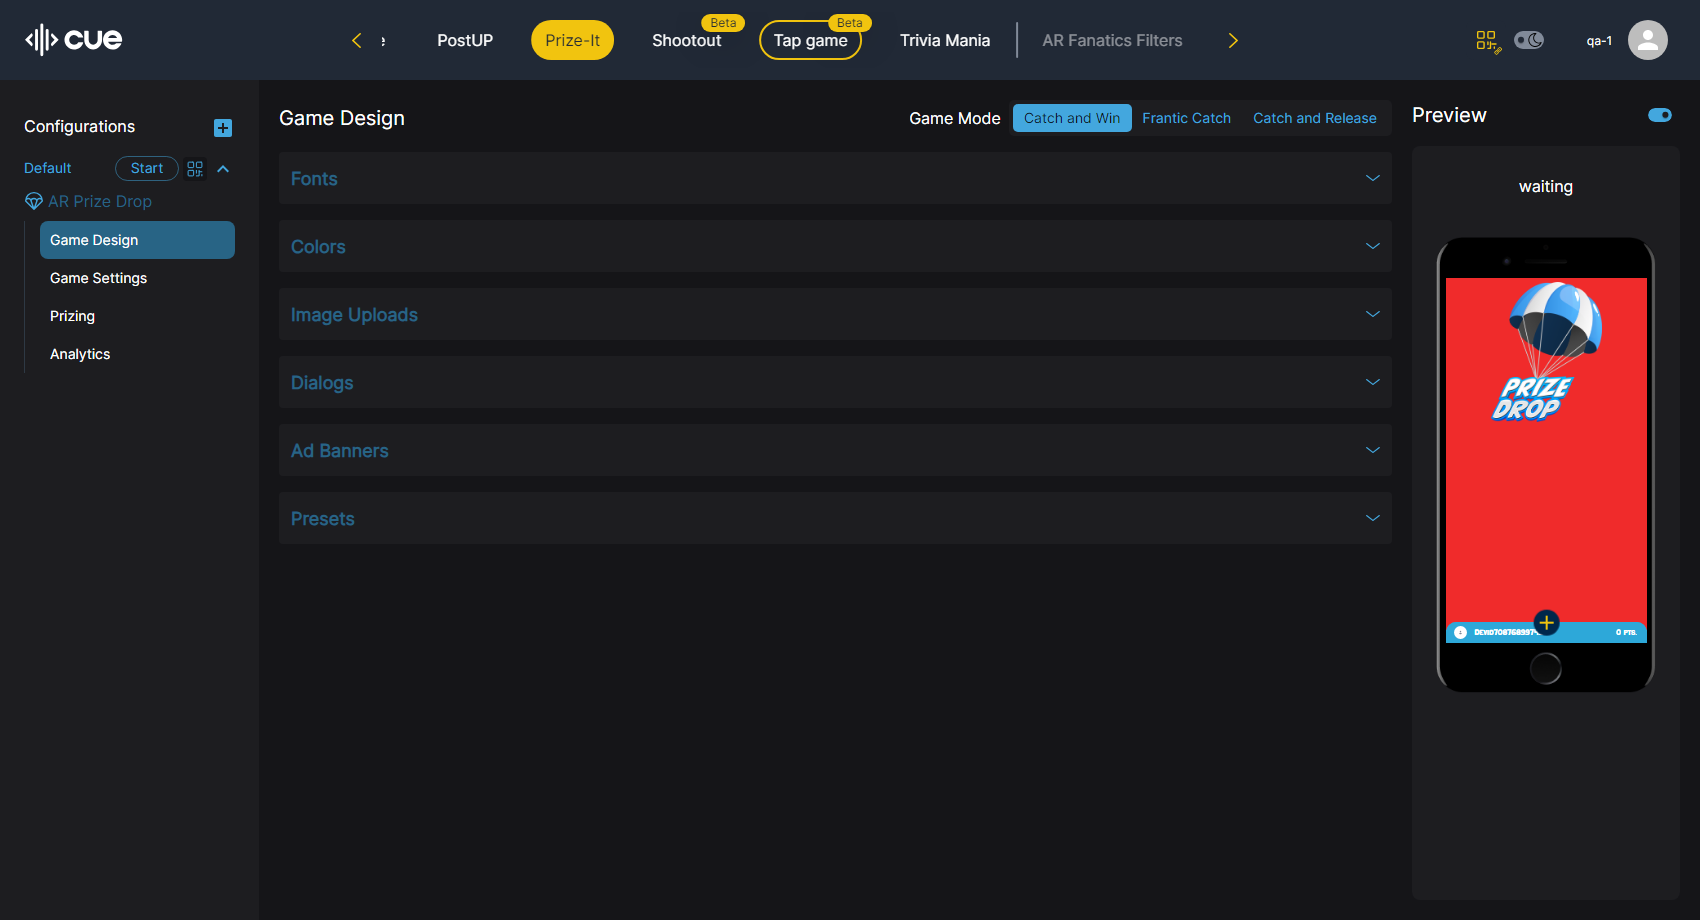 cue
PostUP
Prize-It
Shootout
Beta
Tap game
Beta
Trivia Mania
AR Fanatics Filters
qa-1
Configurations
Default
Start
AR Prize Drop
Game Design
Game Settings
Prizing
Analytics
Game Design
Game Mode
Catch and Win
Frantic Catch
Catch and Release
Fonts
Colors
Image Uploads
Dialogs
Ad Banners
Presets
Preview
waiting
PRIZE
DROP
0 PTS.